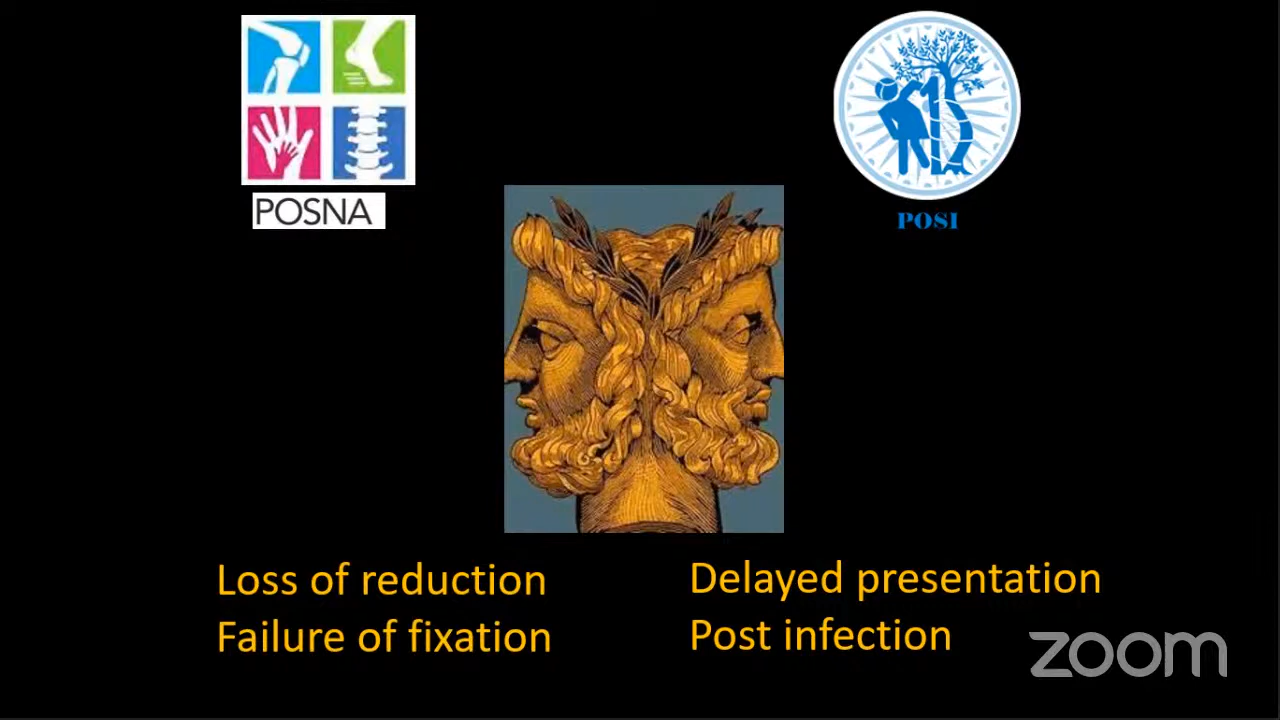 POSNA
POSI
Loss of reduction
Failure of fixation
Delayed presentation
Post infection
zoom